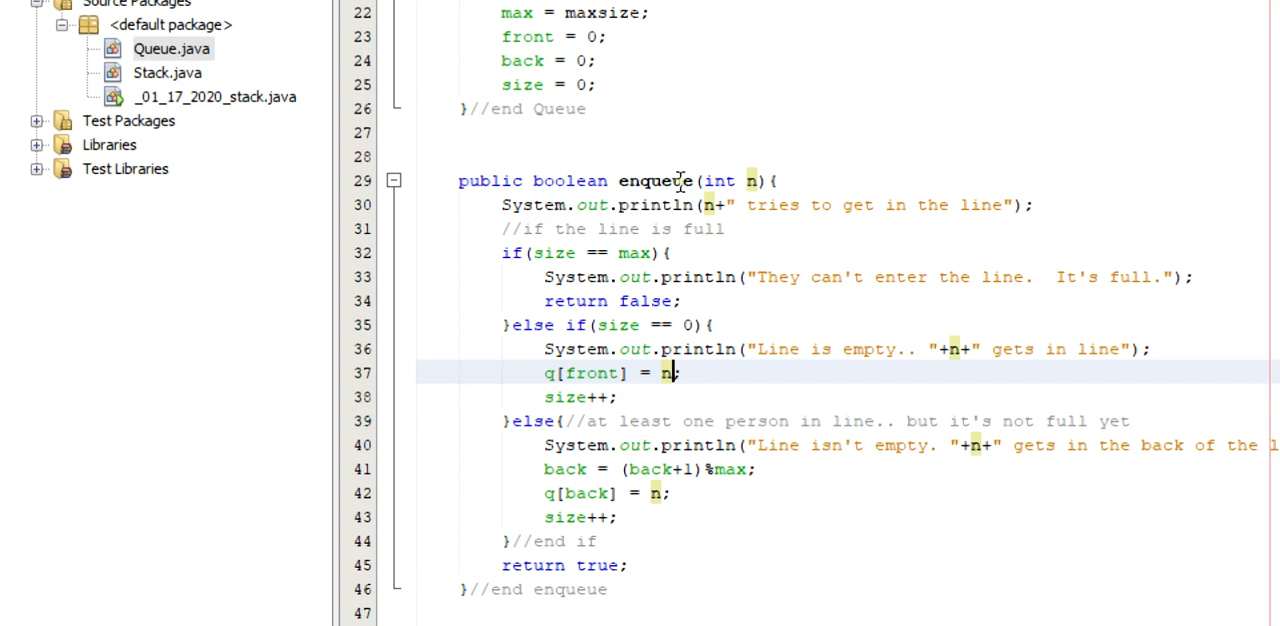 Source Packages
<default package>
Queue.java
Stack.java
_01_17_2020_stack.java
Test Packages
Libraries
Test Libraries
22 max = maxsize;
23 front = 0;
24 back = 0;
25 size = 0;
26 }//end Queue
27
28
29 public boolean enqueue(int n){
30 System.out.println(n+" tries to get in the line");
31 //if the line is full
32 if(size == max){
33 System.out.println("They can't enter the line.  It's full.");
34 return false;
35 }else if(size == 0){
36 System.out.println("Line is empty.. "+n+" gets in line");
37 q[front] = n;
38 size++;
39 }else{//at least one person in line.. but it's not full yet
40 System.out.println("Line isn't empty. "+n+" gets in the back of the l
41 back = (back+1)%max;
42 q[back] = n;
43 size++;
44 }//end if
45 return true;
46 }//end enqueue
47